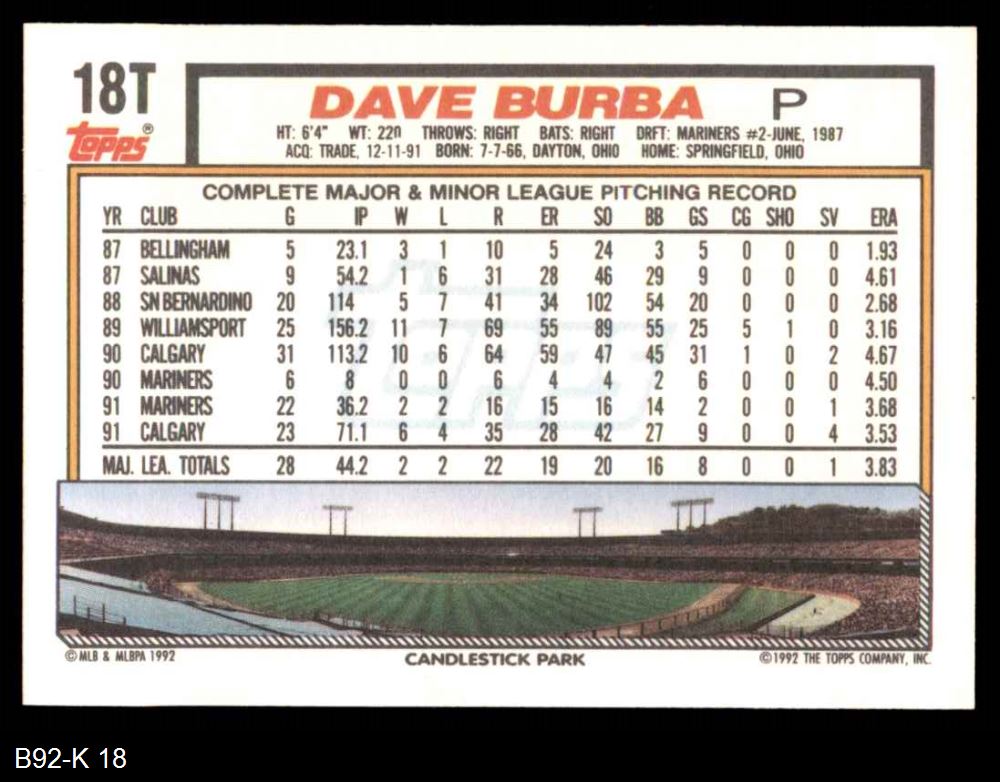 18T
Topps®
DAVE BURBA P
HT: 6'4" WT: 220 THROWS: RIGHT BATS: RIGHT DRFT: MARINERS #2-JUNE, 1987
ACQ: TRADE, 12-11-91 BORN: 7-7-66, DAYTON, OHIO HOME: SPRINGFIELD, OHIO
COMPLETE MAJOR & MINOR LEAGUE PITCHING RECORD
YR CLUB G IP W L R ER SO BB GS CG SHO SV ERA
87 BELLINGHAM 5 23.1 3 1 10 5 24 3 5 0 0 0 1.93
87 SALINAS 9 54.2 1 6 31 28 46 29 9 0 0 0 4.61
88 SN BERNARDINO 20 114 5 7 41 34 102 54 20 0 0 0 2.68
89 WILLIAMSPORT 25 156.2 11 7 69 55 89 55 25 5 1 0 3.16
90 CALGARY 31 113.2 10 6 64 59 47 45 31 1 0 2 4.67
90 MARINERS 6 8 0 0 6 4 4 2 6 0 0 0 4.50
91 MARINERS 22 36.2 2 2 16 15 16 14 2 0 0 1 3.68
91 CALGARY 23 71.1 6 4 35 28 42 27 9 0 0 4 3.53
MAJ. LEA. TOTALS 28 44.2 2 2 22 19 20 16 8 0 0 1 3.83
© MLB & MLBPA 1992 CANDLESTICK PARK ©1992 THE TOPPS COMPANY, INC.
B92-K 18